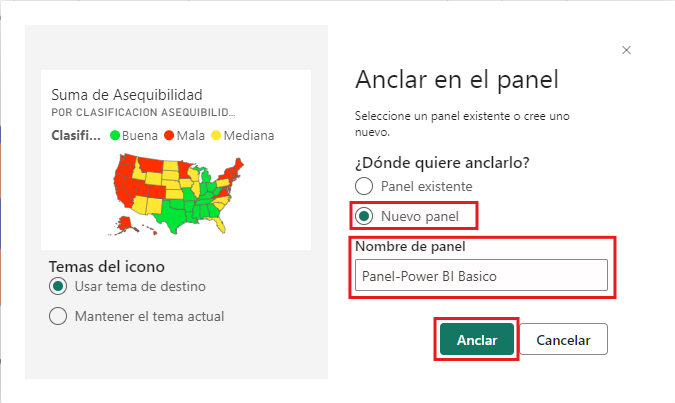 Suma de Asequibilidad
POR CLASIFICACION ASEQUIBILID...
Clasifi... Buena Mala Mediana
Temas del icono
Usar tema de destino
Mantener el tema actual
Anclar en el panel
Seleccione un panel existente o cree uno
nuevo.
¿Dónde quiere anclarlo?
Panel existente
Nuevo panel
Nombre de panel
Panel-Power BI Basico
Anclar
Cancelar